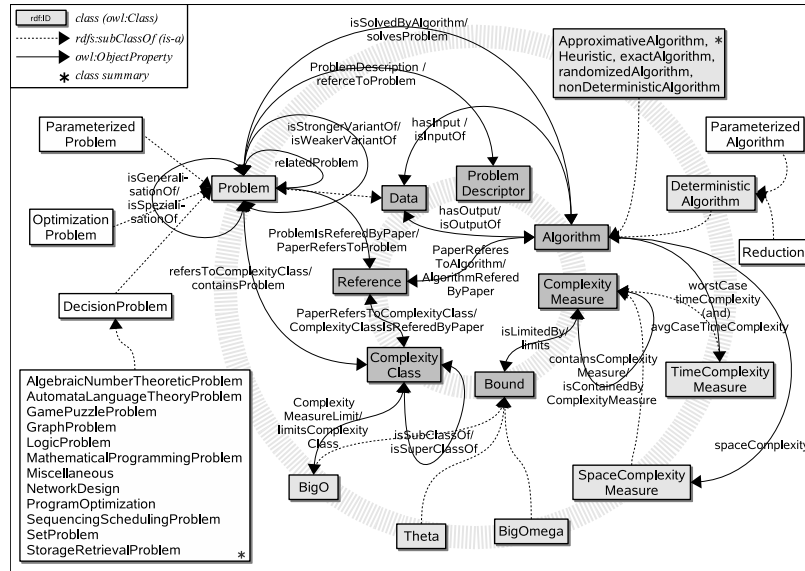 rdf:ID
class (owl:Class)
rdfs:subClassOf (is-a)
owl:ObjectProperty
* class summary
isSolvedByAlgorithm/
solvesProblem
ProblemDescription /
referceToProblem
ApproximativeAlgorithm, *
Heuristic, exactAlgorithm,
randomizedAlgorithm,
nonDeterministicAlgorithm
Parameterized
Problem
isStrongerVariantOf/
isWeakerVariantOf
hasInput /
isInputOf
Parameterized
Algorithm
relatedProblem
isGenerali-
sationOf/
isSpeziali-
sationOf
Problem
Data
Problem
Descriptor
Deterministic
Algorithm
Optimization
Problem
hasOutput/
isOutputOf
Algorithm
Reduction
ProblemIsReferedByPaper/
PaperRefersToProblem
PaperReferes
ToAlgorithm/
AlgorithmRefered
ByPaper
refersToComplexityClass/
containsProblem
Reference
Complexity
Measure
worstCase
timeComplexity
(and)
avgCaseTimeComplexity
DecisionProblem
PaperRefersToComplexityClass/
ComplexityClassIsReferedByPaper
isLimitedBy/
limits
Complexity
Class
Bound
containsComplexity
Measure/
isContainedBy
ComplexityMeasure
TimeComplexity
Measure
AlgebraicNumberTheoreticProblem
AutomataLanguageTheoryProblem
GamePuzzleProblem
GraphProblem
LogicProblem
MathematicalProgrammingProblem
Miscellaneous
NetworkDesign
ProgramOptimization
SequencingSchedulingProblem
SetProblem
StorageRetrievalProblem
*
Complexity
MeasureLimit/
limitsComplexity
Class
isSubClassOf/
isSuperClassOf
spaceComplexity
BigO
SpaceComplexity
Measure
Theta
BigOmega